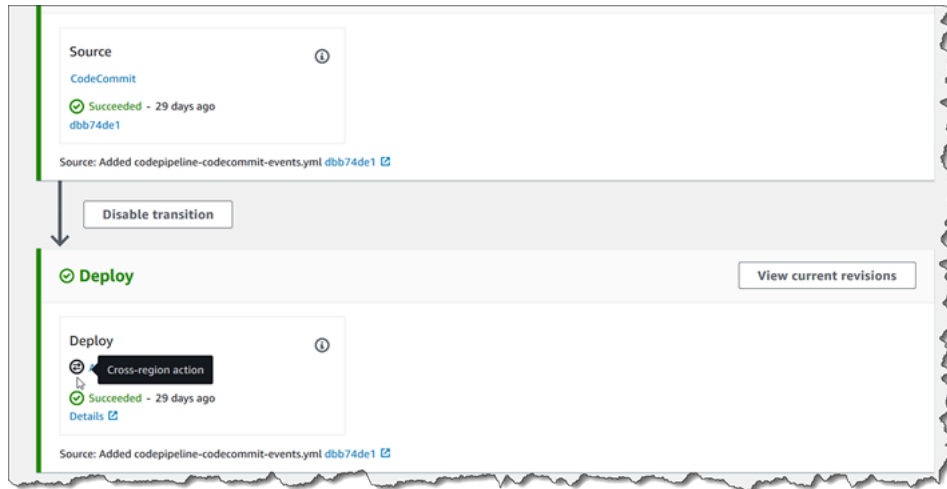 Source
CodeCommit
Succeeded - 29 days ago
dbb74de1
Source: Added codepipeline-codecommit-events.yml dbb74de1
Disable transition
Deploy
View current revisions
Deploy
Cross-region action
Succeeded - 29 days ago
Details
Source: Added codepipeline-codecommit-events.yml dbb74de1